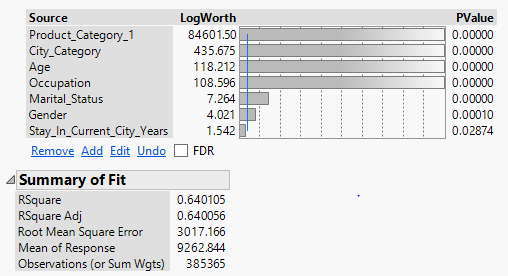 Source LogWorth PValue
Product_Category_1 84601.50 0.00000
City_Category 435.675 0.00000
Age 118.212 0.00000
Occupation 108.596 0.00000
Marital_Status 7.264 0.00000
Gender 4.021 0.00010
Stay_In_Current_City_Years 1.542 0.02874
Remove Add Edit Undo FDR
Summary of Fit
RSquare 0.640105
RSquare Adj 0.640056
Root Mean Square Error 3017.166
Mean of Response 9262.844
Observations (or Sum Wgts) 385365